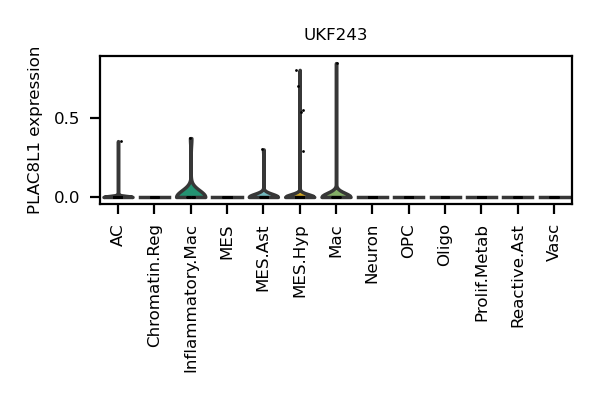 UKF243
PLAC8L1 expression
0.5
0.0
AC
Chromatin.Reg
Inflammatory.Mac
MES
MES.Ast
MES.Hyp
Mac
Neuron
OPC
Oligo
Prolif.Metab
Reactive.Ast
Vasc